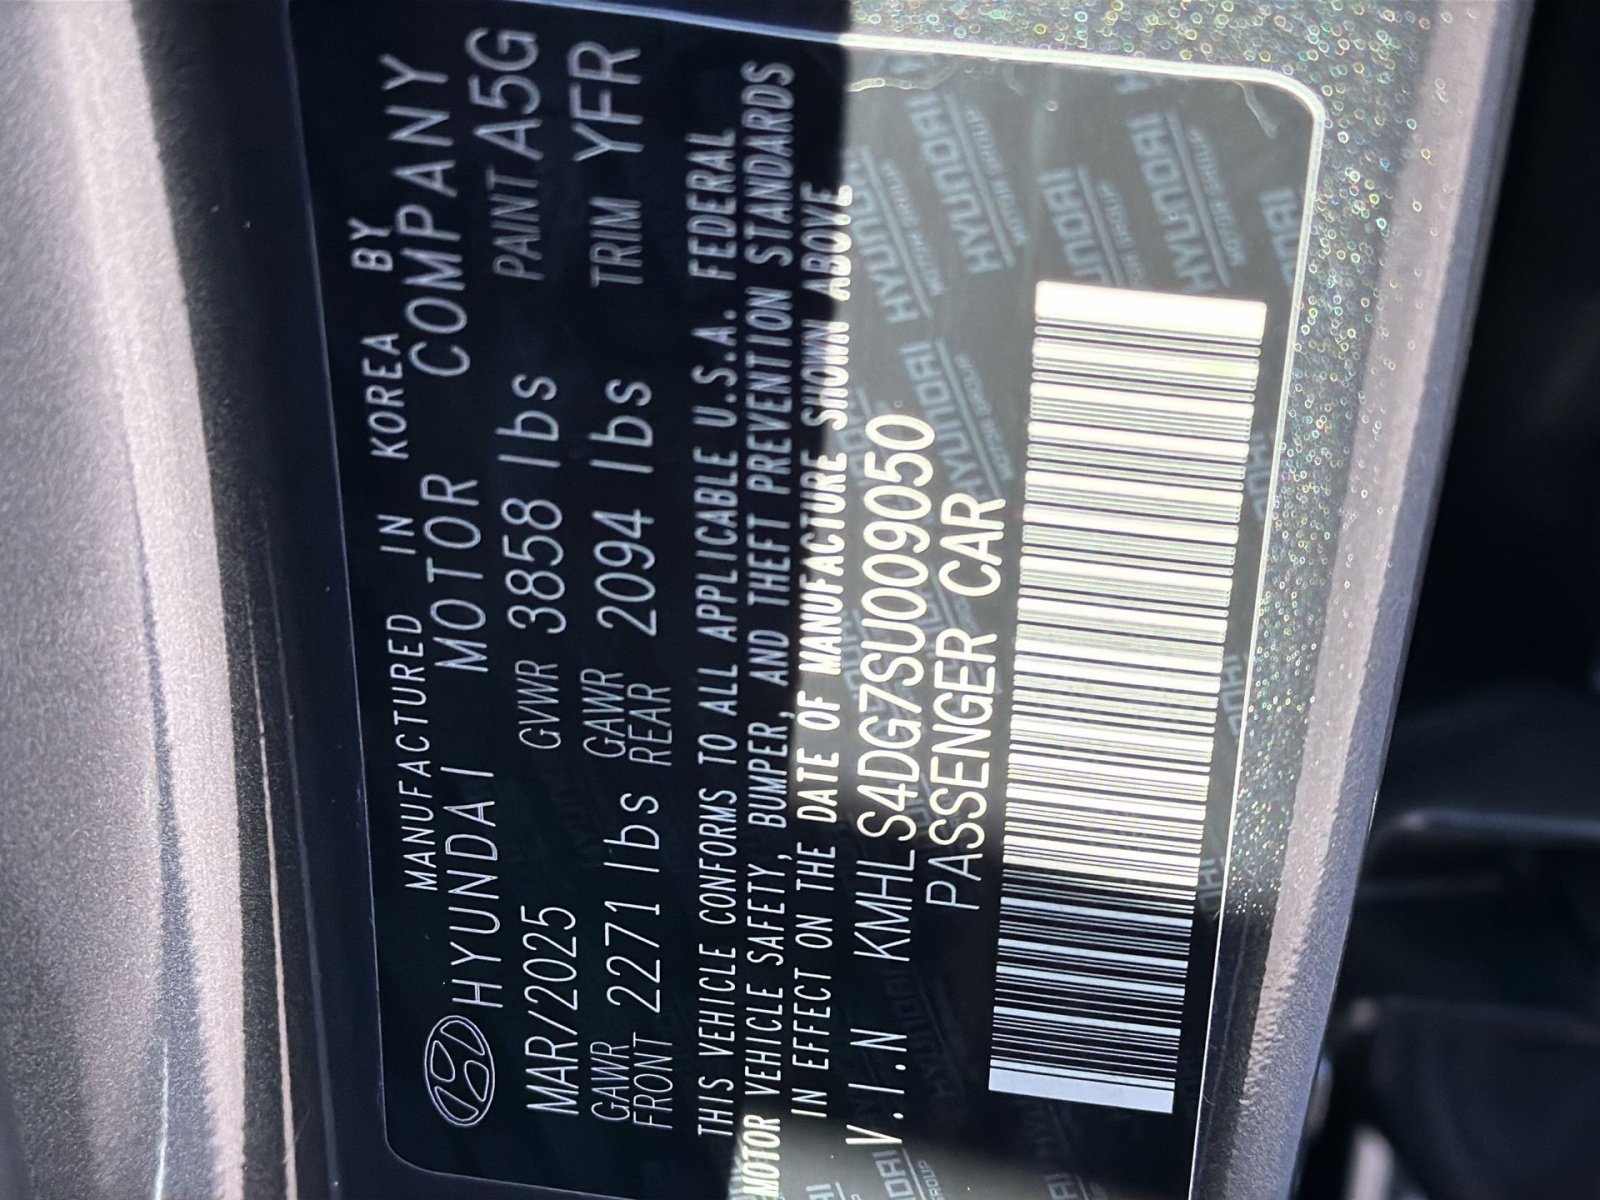 MANUFACTURED IN KOREA BY
HYUNDAI MOTOR COMPANY
MAR/2025 GVWR 3858 lbs PAINT A5G
GAWR FRONT 2271 lbs GAWR REAR 2094 lbs TRIM YFR
THIS VEHICLE CONFORMS TO ALL APPLICABLE U.S.A. FEDERAL
MOTOR VEHICLE SAFETY, BUMPER, AND THEFT PREVENTION STANDARDS
IN EFFECT ON THE DATE OF MANUFACTURE SHOWN ABOVE
V.I.N KMHLS4DG7SU009050
PASSENGER CAR